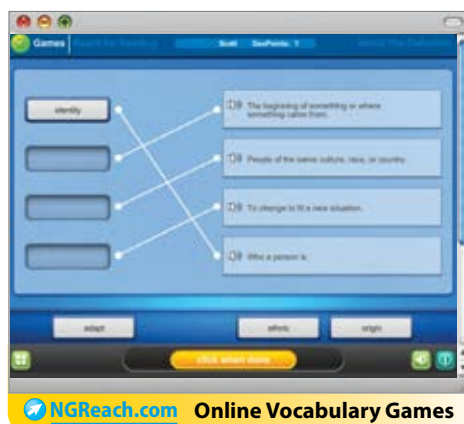 Games
Scott GeoPoints: 1
identity
The beginning of something or where
something came from.
People of the same culture, race, or country.
To change to fit a new situation.
Who a person is.
adapt
ethnic
origin
click when done
NGReach.com Online Vocabulary Games